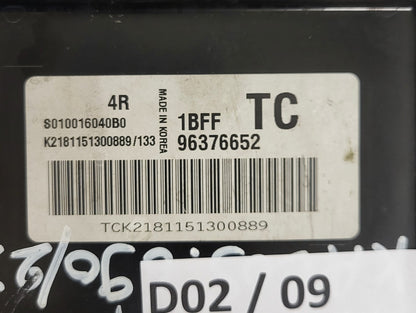 4R
MADE IN KOREA
TC
S010016040B0
1BFF
K2181151300889/133
96376652
TCK2181151300889
D02 / 09